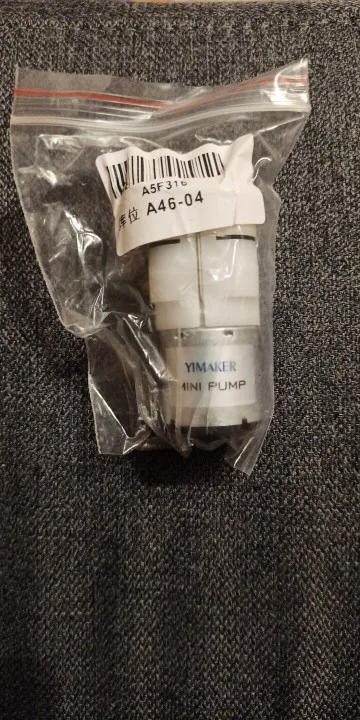 A5F316
库位 A46-04
YIMAKER
MINI PUMP